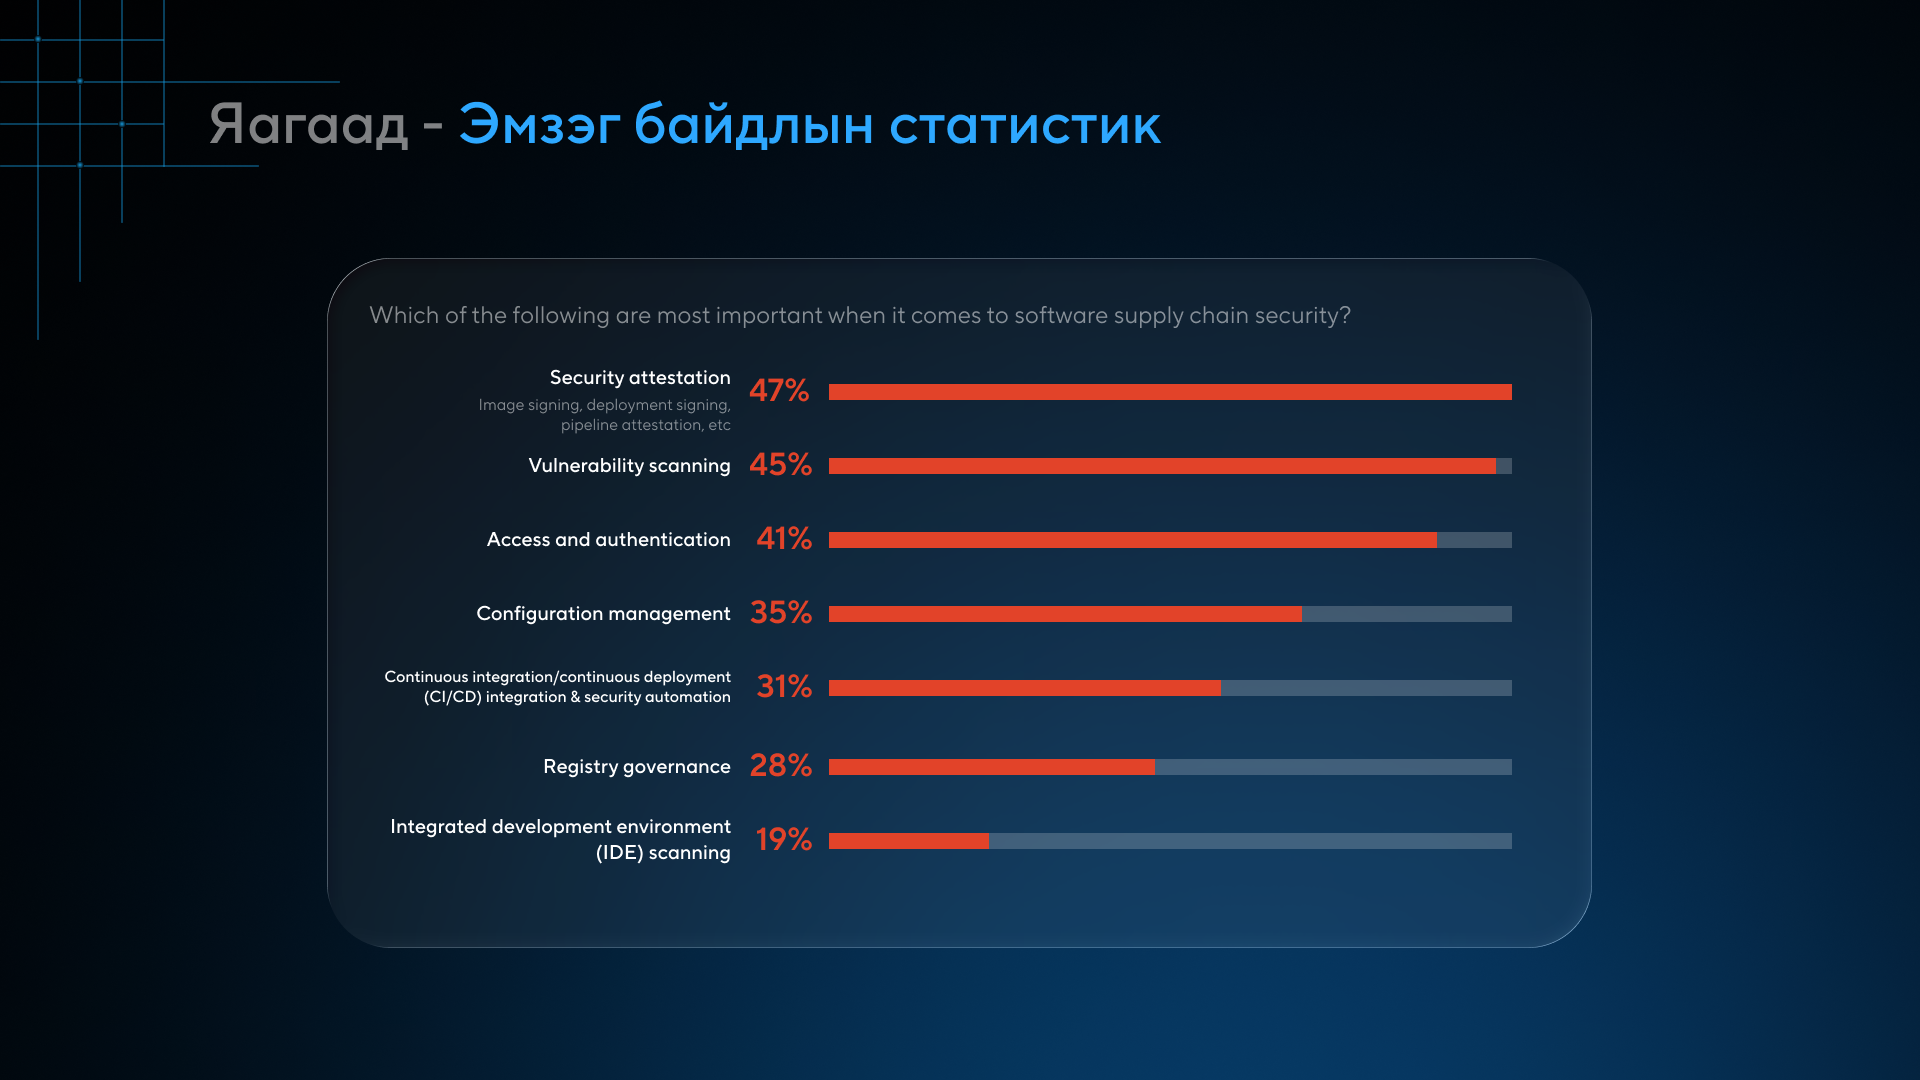 Яагаад - Эмзэг байдлын статистик
Which of the following are most important when it comes to software supply chain security?
Security attestation
47%
Image signing, deployment signing,
pipeline attestation, etc
Vulnerability scanning
45%
Access and authentication
41%
Configuration management
35%
Continuous integration/continuous deployment
(CI/CD) integration & security automation
31%
Registry governance
28%
Integrated development environment
(IDE) scanning
19%